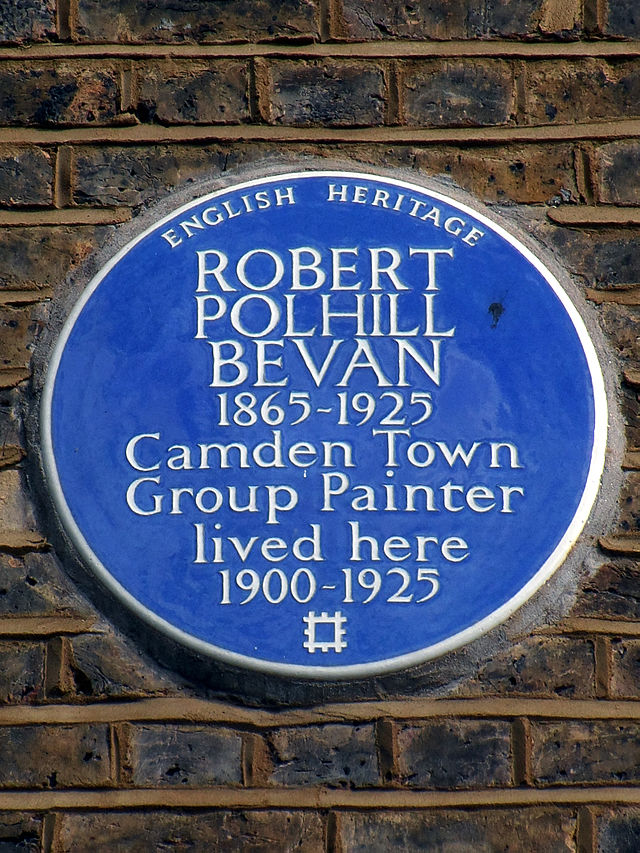 ENGLISH HERITAGE
ROBERT
POLHILL
BEVAN
1865-1925
Camden Town
Group Painter
lived here
1900-1925